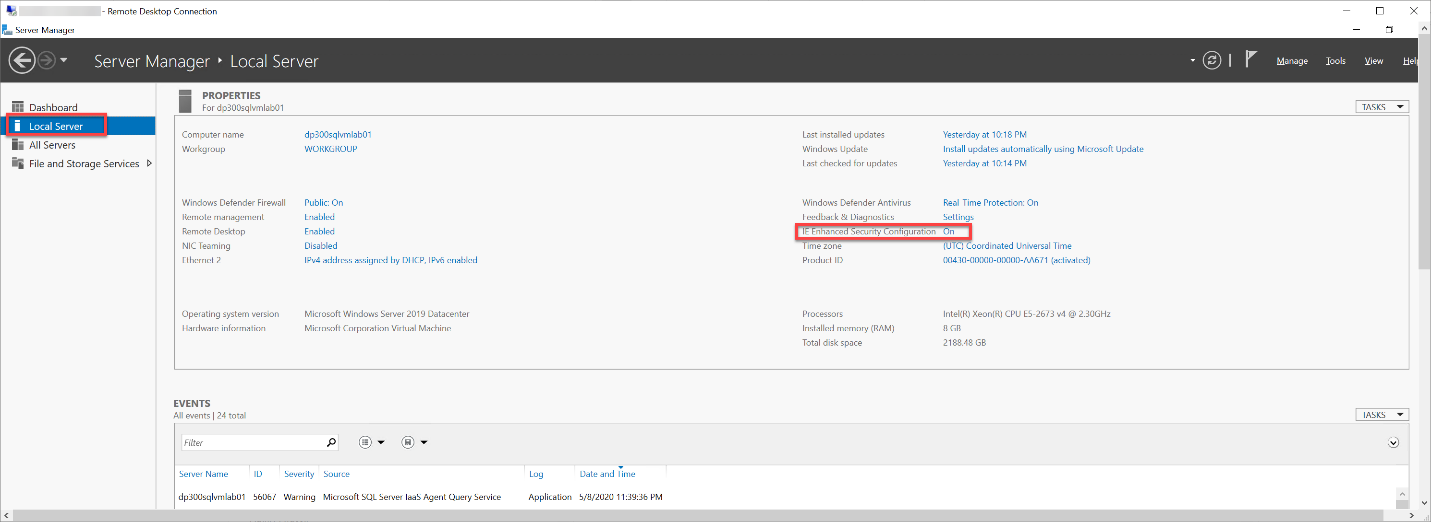 - Remote Desktop Connection
Server Manager
Server Manager ‣ Local Server
Manage Tools View Help
Dashboard
Local Server
All Servers
File and Storage Services
PROPERTIES
For dp300sqlvmlab01
TASKS
Computer name dp300sqlvmlab01
Workgroup WORKGROUP
Last installed updates Yesterday at 10:18 PM
Windows Update Install updates automatically using Microsoft Update
Last checked for updates Yesterday at 10:14 PM
Windows Defender Firewall Public: On
Remote management Enabled
Remote Desktop Enabled
NIC Teaming Disabled
Ethernet 2 IPv4 address assigned by DHCP, IPv6 enabled
Windows Defender Antivirus Real-Time Protection: On
Feedback & Diagnostics Settings
IE Enhanced Security Configuration On
Time zone (UTC) Coordinated Universal Time
Product ID 00430-00000-00000-AA671 (activated)
Operating system version Microsoft Windows Server 2019 Datacenter
Hardware information Microsoft Corporation Virtual Machine
Processors Intel(R) Xeon(R) CPU E5-2673 v4 @ 2.30GHz
Installed memory (RAM) 8 GB
Total disk space 2188.48 GB
EVENTS
All events | 24 total
TASKS
Filter
Server Name ID Severity Source Log Date and Time
dp300sqlvmlab01 56067 Warning Microsoft SQL Server IaaS Agent Query Service Application 5/8/2020 11:39:36 PM